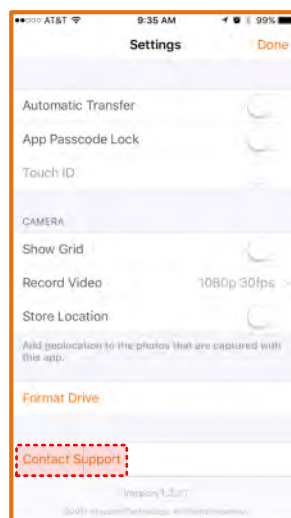 AT&T 9:35 AM 99%
Settings Done
Automatic Transfer
App Passcode Lock
Touch ID
CAMERA
Show Grid
Record Video 1080p 30fps
Store Location
Add geolocation to the photos that are captured with
this app.
Format Drive
Contact Support